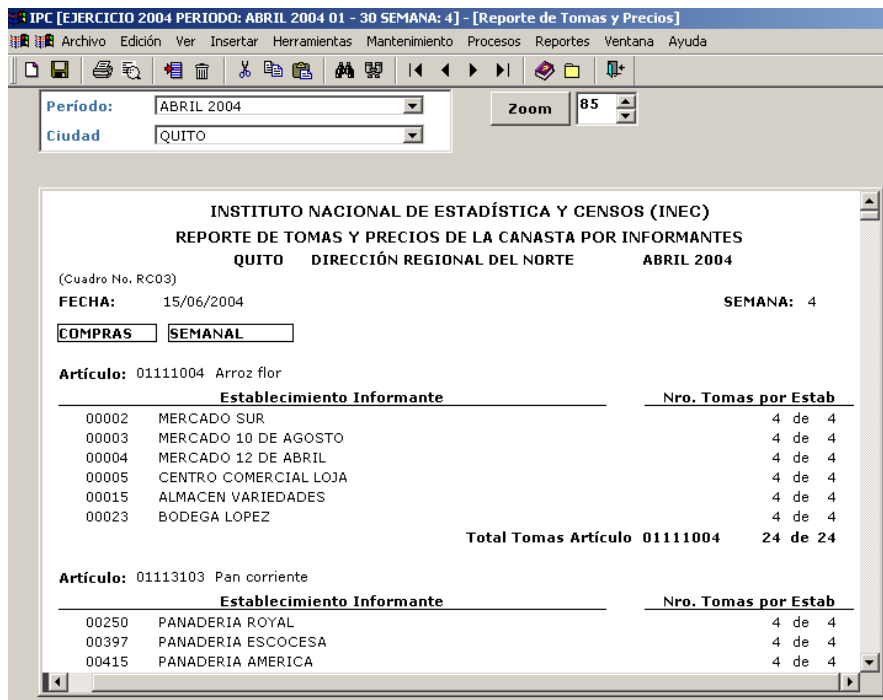 IPC [EJERCICIO 2004 PERIODO: ABRIL 2004 01 - 30 SEMANA: 4] - [Reporte de Tomas y Precios]
Archivo Edición Ver Insertar Herramientas Mantenimiento Procesos Reportes Ventana Ayuda
Período: ABRIL 2004 Zoom 85
Ciudad QUITO
INSTITUTO NACIONAL DE ESTADÍSTICA Y CENSOS (INEC)
REPORTE DE TOMAS Y PRECIOS DE LA CANASTA POR INFORMANTES
QUITO DIRECCIÓN REGIONAL DEL NORTE ABRIL 2004
(Cuadro No. RC03)
FECHA: 15/06/2004 SEMANA: 4
COMPRAS SEMANAL
Artículo: 01111004 Arroz flor
Establecimiento Informante Nro. Tomas por Estab
00002 MERCADO SUR 4 de 4
00003 MERCADO 10 DE AGOSTO 4 de 4
00004 MERCADO 12 DE ABRIL 4 de 4
00005 CENTRO COMERCIAL LOJA 4 de 4
00015 ALMACEN VARIEDADES 4 de 4
00023 BODEGA LOPEZ 4 de 4
Total Tomas Artículo 01111004 24 de 24
Artículo: 01113103 Pan corriente
Establecimiento Informante Nro. Tomas por Estab
00250 PANADERIA ROYAL 4 de 4
00397 PANADERIA ESCOCESA 4 de 4
00415 PANADERIA AMERICA 4 de 4